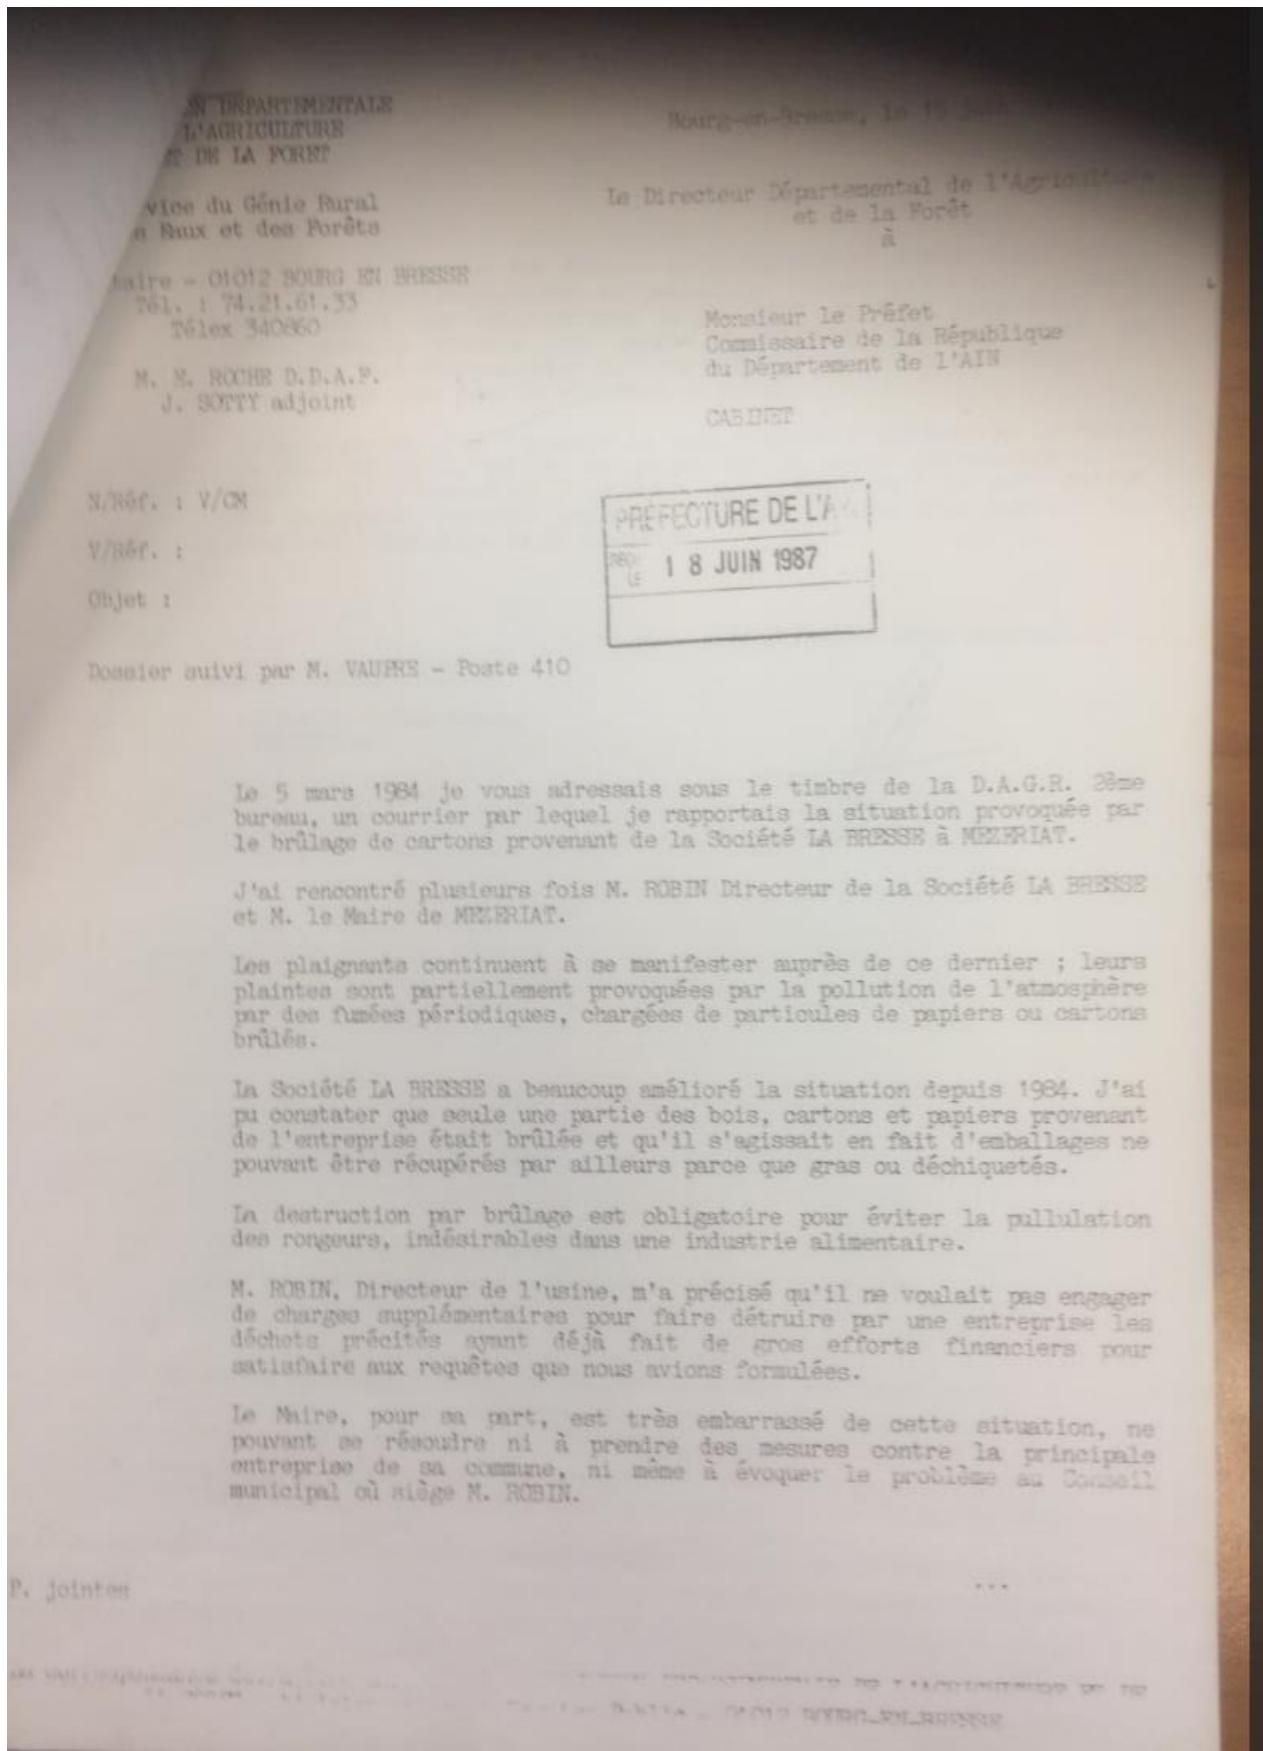 N DEPARTEMENTALE
L'AGRICULTURE
ET DE LA FORET
vice du Génie Rural
s Eaux et des Forêts
taire - 01012 BOURG EN BRESSE
Tél. : 74.21.61.33
Télex 340860
M. N. ROCHE D.D.A.F.
J. SOTTY adjoint
Bourg-en-Bresse, le 15
Le Directeur Départemental de l'Agriculture
et de la Forêt
à
Monsieur le Préfet
Commissaire de la République
du Département de l'AIN
CABINET
N/Réf. : V/CM
V/Réf. :
Objet :
PREFECTURE DE L'A
REÇU
LE 18 JUIN 1987
Dossier suivi par M. VAUPRE - Poste 410
Le 5 mars 1984 je vous adressais sous le timbre de la D.A.G.R. 2ème
bureau, un courrier par lequel je rapportais la situation provoquée par
le brûlage de cartons provenant de la Société LA BRESSE à MEZERIAT.
J'ai rencontré plusieurs fois M. ROBIN Directeur de la Société LA BRESSE
et M. le Maire de MEZERIAT.
Les plaignants continuent à se manifester auprès de ce dernier ; leurs
plaintes sont partiellement provoquées par la pollution de l'atmosphère
par des fumées périodiques, chargées de particules de papiers ou cartons
brûlés.
La Société LA BRESSE a beaucoup amélioré la situation depuis 1984. J'ai
pu constater que seule une partie des bois, cartons et papiers provenant
de l'entreprise était brûlée et qu'il s'agissait en fait d'emballages ne
pouvant être récupérés par ailleurs parce que gras ou déchiquetés.
La destruction par brûlage est obligatoire pour éviter la pullulation
des rongeurs, indésirables dans une industrie alimentaire.
M. ROBIN, Directeur de l'usine, m'a précisé qu'il ne voulait pas engager
de charges supplémentaires pour faire détruire par une entreprise les
déchets précités ayant déjà fait de gros efforts financiers pour
satisfaire aux requêtes que nous avions formulées.
Le Maire, pour sa part, est très embarrassé de cette situation, ne
pouvant se résoudre ni à prendre des mesures contre la principale
entreprise de sa commune, ni même à évoquer le problème au Conseil
municipal où siège M. ROBIN.
P. jointes
...
01012 BOURG-EN-BRESSE